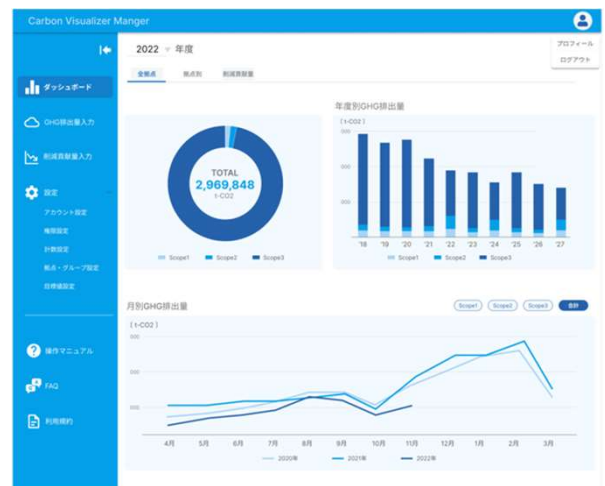 Carbon Visualizer Manger
プロフィール
ログアウト
2022 年度
全拠点 拠点別 削減貢献量
ダッシュボード
GHG排出量入力
削減貢献量入力
設定
アカウント設定
権限設定
計数設定
拠点・グループ設定
目標値設定
操作マニュアル
FAQ
利用規約
TOTAL
2,969,848
t-CO2
Scope1 Scope2 Scope3
年度別GHG排出量
(t-CO2)
'18 '19 '20 '21 '22 '23 '24 '25 '26 '27
Scope1 Scope2 Scope3
月別GHG排出量
Scope1 Scope2 Scope3 合計
(t-CO2)
4月 5月 6月 7月 8月 9月 10月 11月 12月 1月 2月 3月
2020年 2021年 2022年